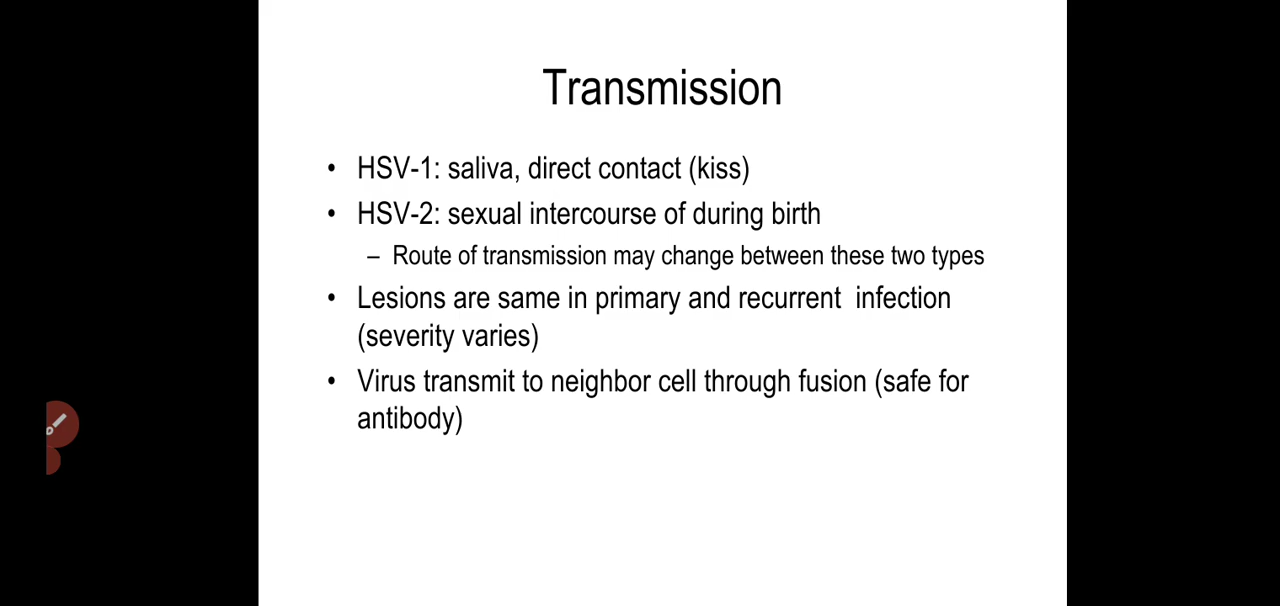 Transmission
• HSV-1: saliva, direct contact (kiss)
• HSV-2: sexual intercourse of during birth
– Route of transmission may change between these two types
• Lesions are same in primary and recurrent infection
(severity varies)
• Virus transmit to neighbor cell through fusion (safe for
antibody)